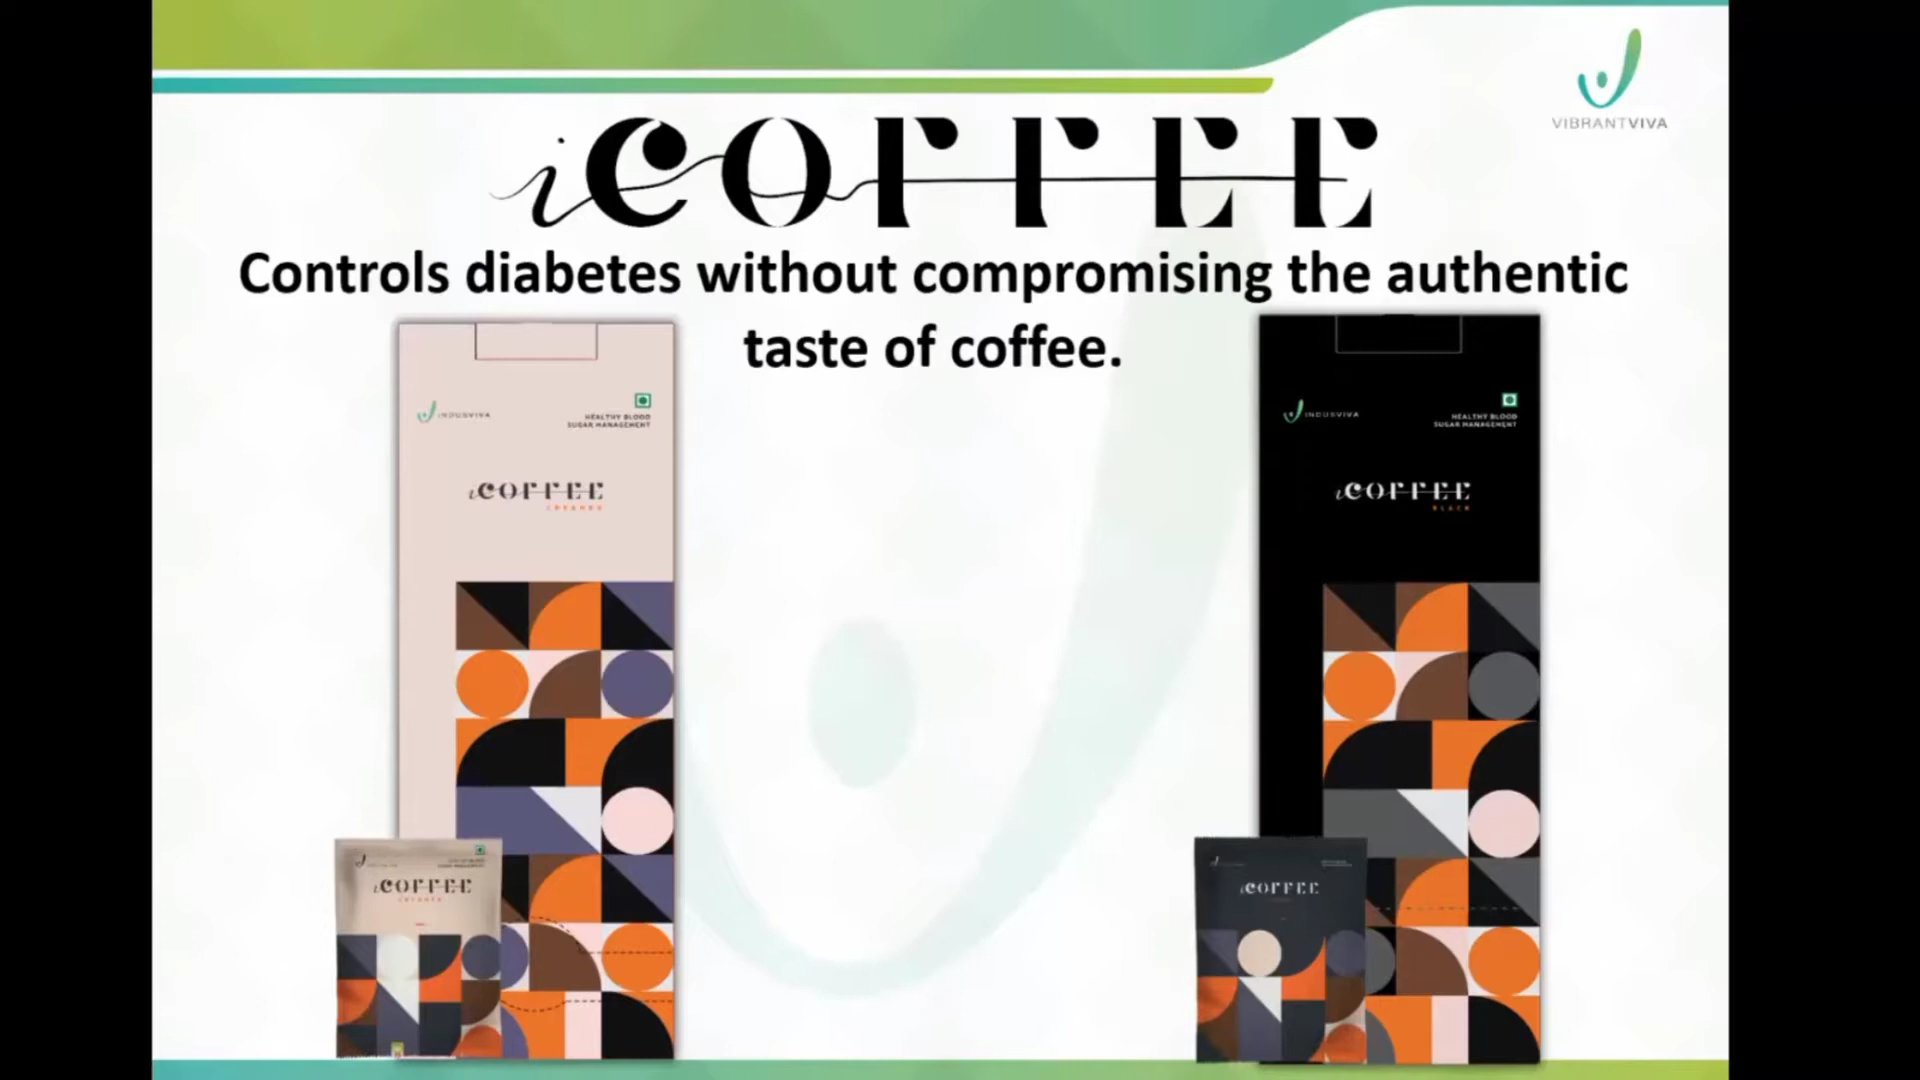 VIBRANTVIVA
iCOFFEE
Controls diabetes without compromising the authentic
taste of coffee.
INDUSVIVA
HEALTHY BLOOD
SUGAR MANAGEMENT
iCOFFEE
INDUSVIVA
HEALTHY BLOOD
SUGAR MANAGEMENT
iCOFFEE
BLACK
iCOFFEE
iCOFFEE